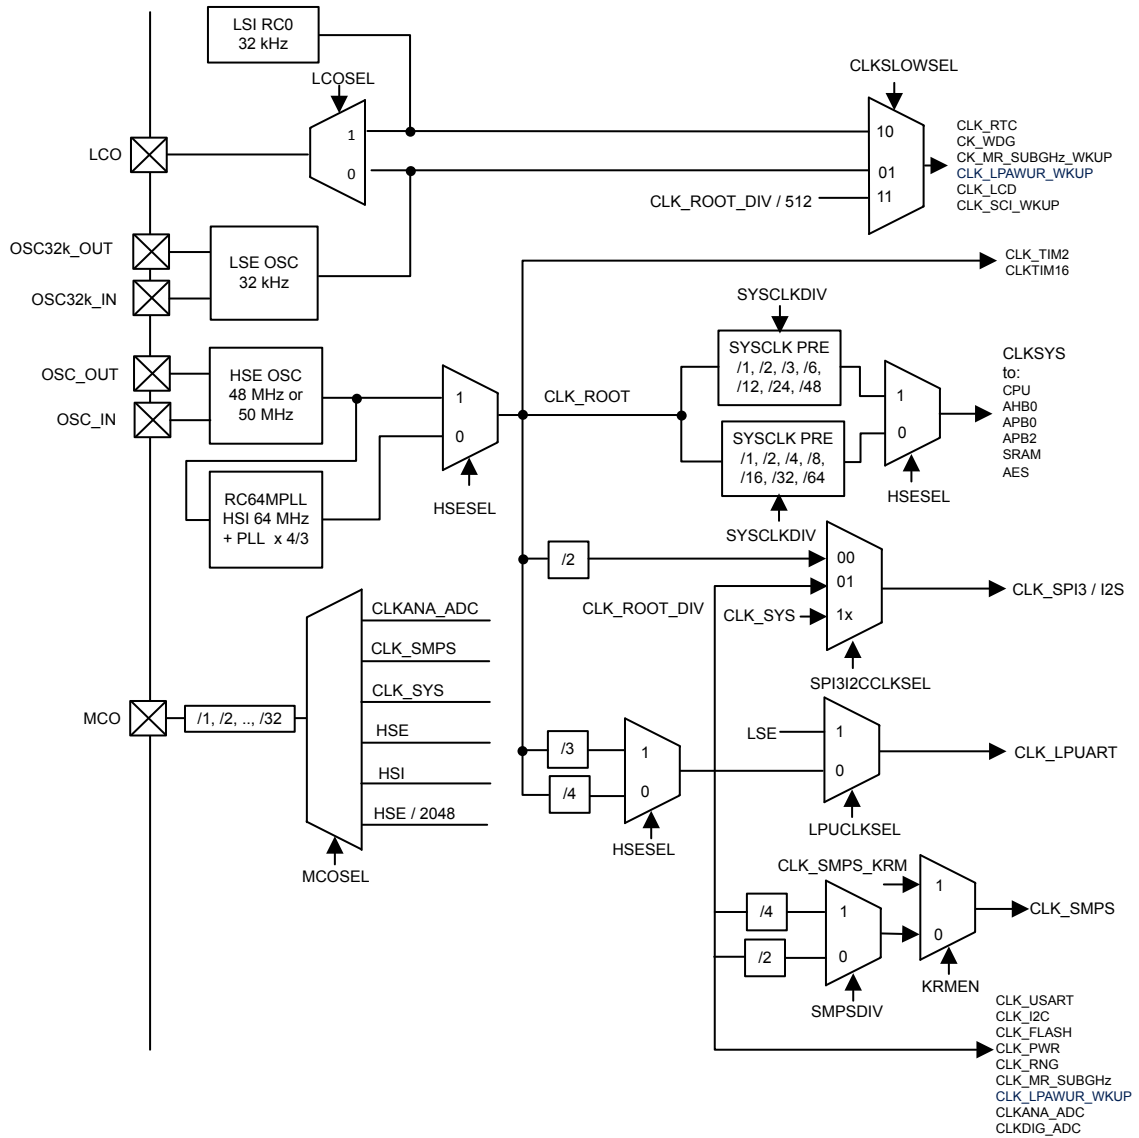 LSI RC0
32 kHz
LCOSEL
CLKSLOWSEL
LCO
1
0
10
01
11
CLK_ROOT_DIV / 512
CLK_RTC
CK_WDG
CK_MR_SUBGHz_WKUP
CLK_LPAWUR_WKUP
CLK_LCD
CLK_SCI_WKUP
OSC32k_OUT
OSC32k_IN
LSE OSC
32 kHz
CLK_TIM2
CLKTIM16
OSC_OUT
OSC_IN
HSE OSC
48 MHz or
50 MHz
1
0
HSESEL
CLK_ROOT
RC64MPLL
HSI 64 MHz
+ PLL x 4/3
SYSCLKDIV
SYSCLK PRE
/1, /2, /3, /6,
/12, /24, /48
SYSCLK PRE
/1, /2, /4, /8,
/16, /32, /64
SYSCLKDIV
1
0
HSESEL
CLKSYS
to:
CPU
AHB0
APB0
APB2
SRAM
AES
/2
CLK_ROOT_DIV
CLK_SYS
00
01
1x
SPI3I2CCLKSEL
CLK_SPI3 / I2S
MCO
/1, /2, .., /32
CLKANA_ADC
CLK_SMPS
CLK_SYS
HSE
HSI
HSE / 2048
MCOSEL
/3
/4
1
0
HSESEL
LSE
1
0
LPUCLKSEL
CLK_LPUART
CLK_SMPS_KRM
/4
/2
1
0
SMPSDIV
1
0
KRMEN
CLK_SMPS
CLK_USART
CLK_I2C
CLK_FLASH
CLK_PWR
CLK_RNG
CLK_MR_SUBGHz
CLK_LPAWUR_WKUP
CLKANA_ADC
CLKDIG_ADC